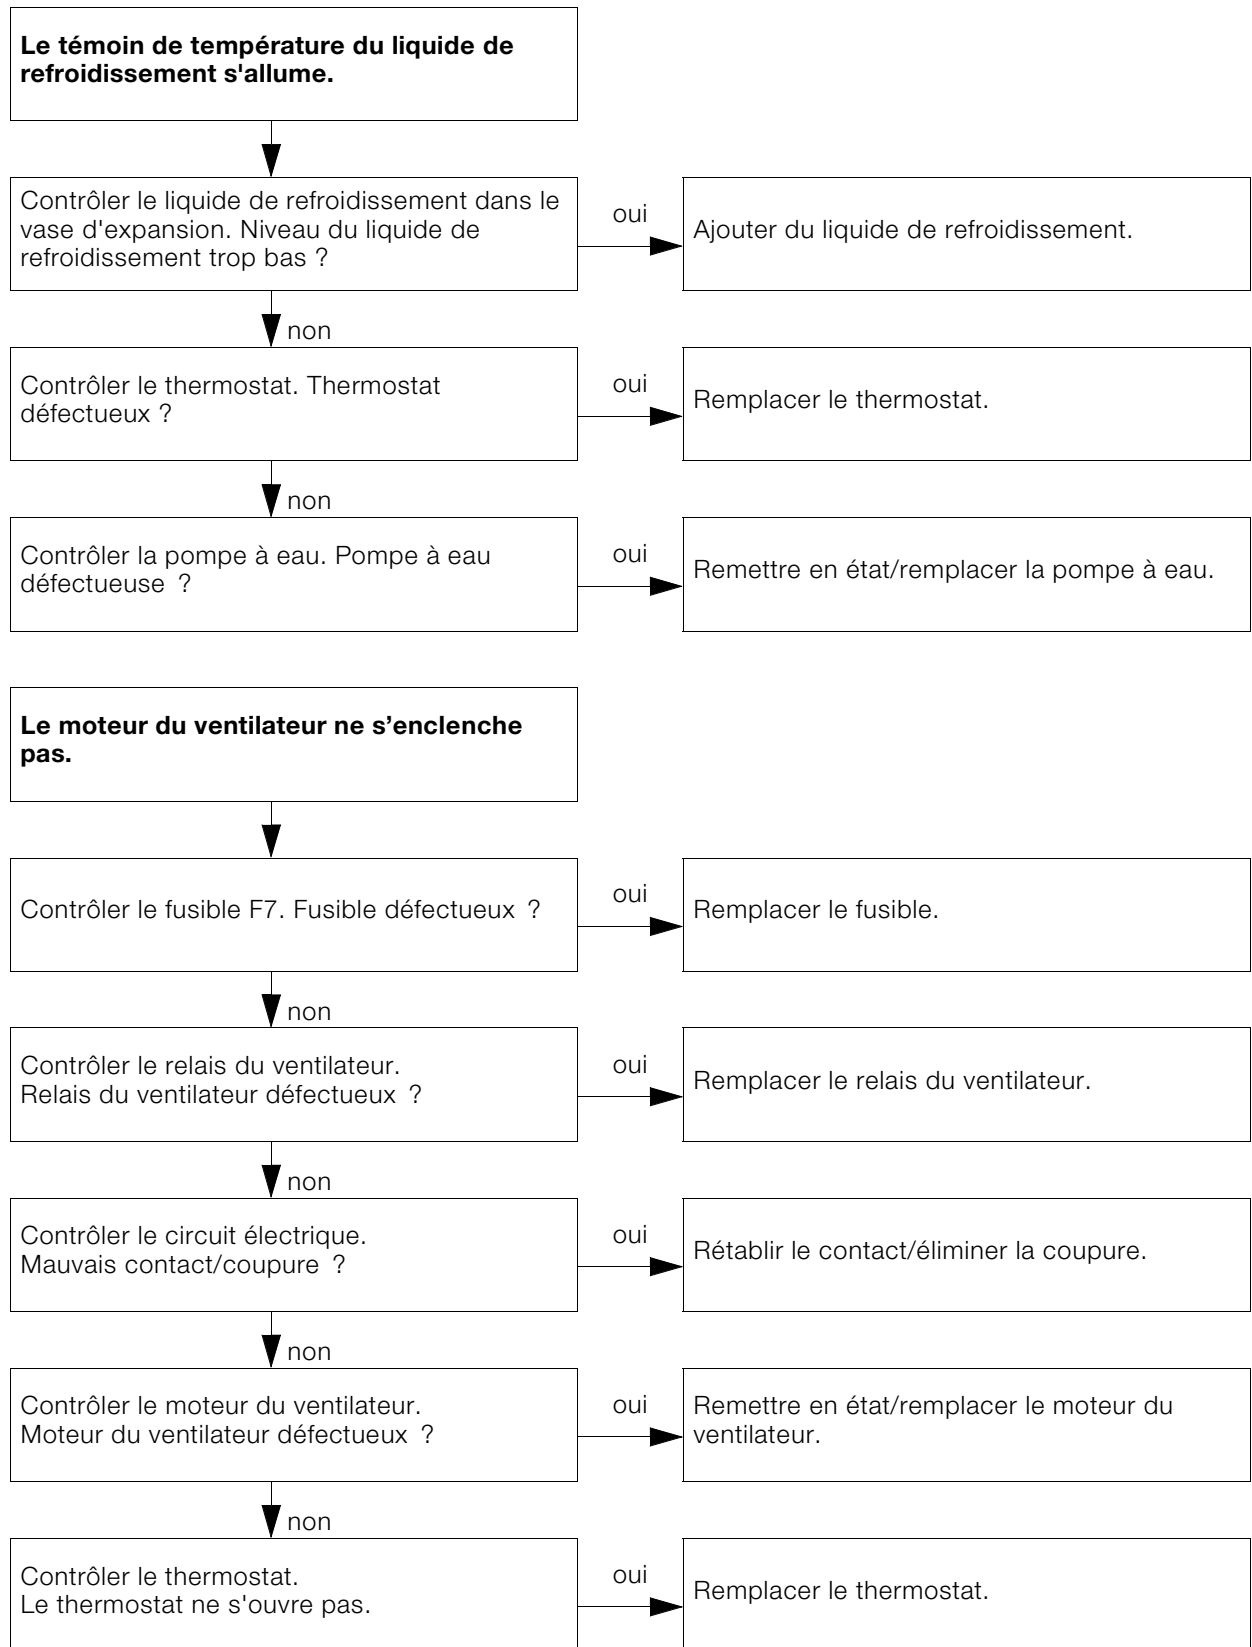 Le témoin de température du liquide de
refroidissement s'allume.
Contrôler le liquide de refroidissement dans le
vase d'expansion. Niveau du liquide de
refroidissement trop bas ?
oui
Ajouter du liquide de refroidissement.
non
Contrôler le thermostat. Thermostat
défectueux ?
oui
Remplacer le thermostat.
non
Contrôler la pompe à eau. Pompe à eau
défectueuse ?
oui
Remettre en état/remplacer la pompe à eau.
Le moteur du ventilateur ne s’enclenche
pas.
Contrôler le fusible F7. Fusible défectueux ?
oui
Remplacer le fusible.
non
Contrôler le relais du ventilateur.
Relais du ventilateur défectueux ?
oui
Remplacer le relais du ventilateur.
non
Contrôler le circuit électrique.
Mauvais contact/coupure ?
oui
Rétablir le contact/éliminer la coupure.
non
Contrôler le moteur du ventilateur.
Moteur du ventilateur défectueux ?
oui
Remettre en état/remplacer le moteur du
ventilateur.
non
Contrôler le thermostat.
Le thermostat ne s'ouvre pas.
oui
Remplacer le thermostat.